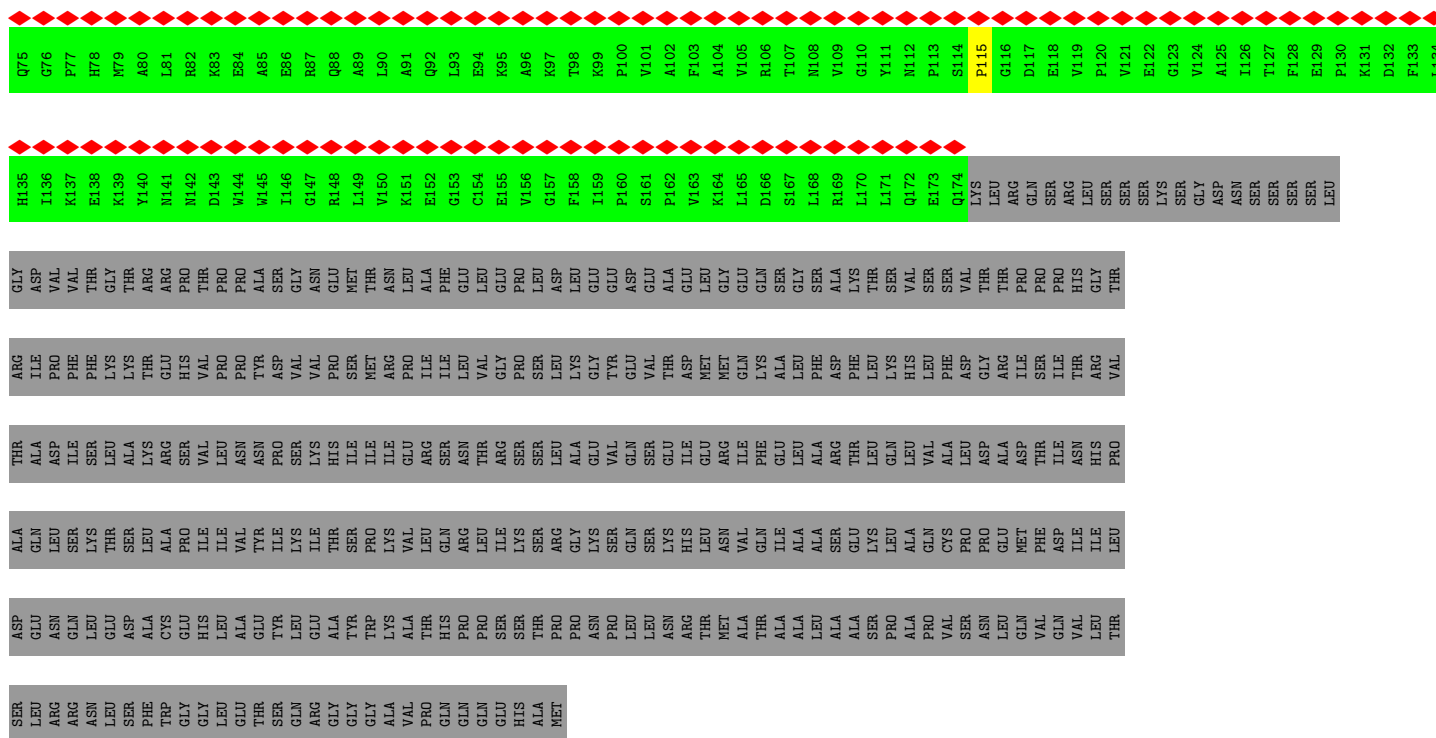 Q75 G76 P77 H78 M79 A80 L81 R82 K83 E84 A85 E86 R87 Q88 A89 L90 A91 Q92 L93 E94 K95 A96 K97 T98 K99 P100 V101 A102 F103 A104 V105 R106 T107 N108 V109 G110 Y111 N112 P113 S114 P115 G116 D117 E118 V119 P120 V121 E122 G123 V124 A125 I126 T127 F128 E129 P130 K131 D132 F133 L134
H135 I136 K137 E138 K139 Y140 N141 N142 D143 W144 W145 I146 G147 R148 L149 V150 K151 E152 G153 C154 E155 V156 G157 F158 I159 P160 S161 P162 V163 K164 L165 D166 S167 L168 R169 L170 L171 Q172 E173 Q174 LYS LEU ARG GLN SER ARG LEU SER SER SER LYS SER GLY ASP ASN SER SER SER SER LEU
GLY ASP VAL VAL THR GLY THR ARG ARG PRO THR PRO PRO ALA SER GLY ASN GLU MET THR ASN LEU ALA PHE GLU LEU GLU PRO LEU ASP LEU GLU GLU ASP GLU ALA GLU LEU GLY GLU GLN SER GLY SER ALA LYS THR SER VAL SER SER VAL THR THR PRO PRO PRO HIS GLY THR
ARG ILE PRO PHE PHE LYS LYS THR GLU HIS VAL PRO PRO TYR ASP VAL VAL PRO SER MET ARG PRO ILE ILE LEU VAL GLY PRO SER LEU LYS GLY TYR GLU VAL THR ASP MET MET GLN LYS ALA LEU PHE ASP PHE LEU LYS HIS LEU PHE ASP GLY ARG ILE SER ILE THR ARG VAL
THR ALA ASP ILE SER LEU ALA LYS ARG SER VAL LEU ASN ASN PRO SER LYS HIS ILE ILE ILE GLU ARG SER ASN THR ARG SER SER LEU ALA GLU VAL GLN SER GLU ILE GLU ARG ILE PHE GLU LEU ALA ARG THR LEU GLN LEU VAL ALA LEU ASP ALA ASP THR ILE ASN HIS PRO
ALA GLN LEU SER LYS THR SER LEU ALA PRO ILE ILE VAL TYR ILE LYS ILE THR SER PRO LYS VAL LEU GLN ARG LEU ILE LYS SER ARG GLY LYS SER GLN SER LYS HIS LEU ASN VAL GLN ILE ALA ALA SER GLU LYS LEU ALA GLN CYS PRO PRO GLU MET PHE ASP ILE ILE LEU
ASP GLU ASN GLN LEU GLU ASP ALA CYS GLU HIS LEU ALA GLU TYR LEU GLU ALA TYR TRP LYS ALA THR HIS PRO PRO SER SER THR PRO PRO ASN PRO LEU LEU ASN ARG THR MET ALA THR ALA ALA LEU ALA ALA SER PRO ALA PRO VAL SER ASN LEU GLN VAL GLN VAL LEU THR
SER LEU ARG ARG ASN LEU SER PHE TRP GLY GLY LEU GLU THR SER GLN ARG GLY GLY GLY ALA VAL PRO GLN GLN GLN GLU HIS ALA MET